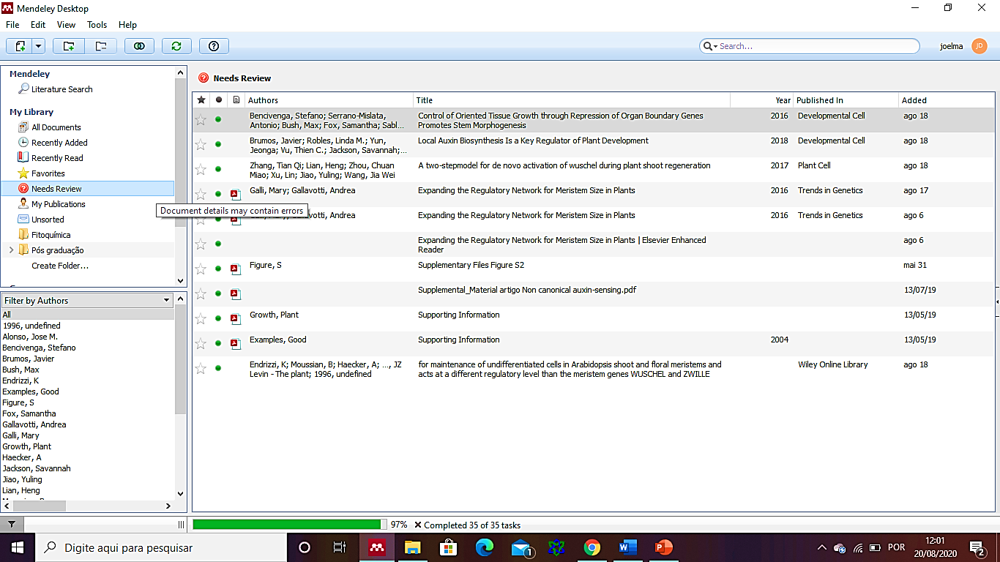 Mendeley Desktop
File Edit View Tools Help
Search...
joelma
JD
Mendeley
Literature Search
My Library
All Documents
Recently Added
Recently Read
Favorites
Needs Review
My Publications
Unsorted
Fitoquímica
Pós graduação
Create Folder...
Document details may contain errors
Filter by Authors
All
1996, undefined
Alonso, Jose M.
Bencivenga, Stefano
Brumos, Javier
Bush, Max
Endrizzi, K
Examples, Good
Figure, S
Fox, Samantha
Gallavotti, Andrea
Galli, Mary
Growth, Plant
Haecker, A
Jackson, Savannah
Jiao, Yuling
Lian, Heng
Needs Review
Authors Title Year Published In Added
Bencivenga, Stefano; Serrano-Mislata, Control of Oriented Tissue Growth through Repression of Organ Boundary Genes 2016 Developmental Cell ago 18
Antonio; Bush, Max; Fox, Samantha; Sabl... Promotes Stem Morphogenesis
Brumos, Javier; Robles, Linda M.; Yun, Local Auxin Biosynthesis Is a Key Regulator of Plant Development 2018 Developmental Cell ago 18
Jeonga; Vu, Thien C.; Jackson, Savannah;...
Zhang, Tian Qi; Lian, Heng; Zhou, Chuan A two-stepmodel for de novo activation of wuschel during plant shoot regeneration 2017 Plant Cell ago 18
Miao; Xu, Lin; Jiao, Yuling; Wang, Jia Wei
Galli, Mary; Gallavotti, Andrea Expanding the Regulatory Network for Meristem Size in Plants 2016 Trends in Genetics ago 17
Andrea Expanding the Regulatory Network for Meristem Size in Plants 2016 Trends in Genetics ago 6
Expanding the Regulatory Network for Meristem Size in Plants | Elsevier Enhanced ago 6
Reader
Figure, S Supplementary Files Figure S2 mai 31
Supplemental_Material artigo Non canonical auxin-sensing.pdf 13/07/19
Growth, Plant Supporting Information 13/05/19
Examples, Good Supporting Information 2004 13/05/19
Endrizzi, K; Moussian, B; Haecker, A; ..., JZ for maintenance of undifferentiated cells in Arabidopsis shoot and floral meristems and Wiley Online Library ago 18
Levin - The plant; 1996, undefined acts at a different regulatory level than the meristem genes WUSCHEL and ZWILLE
97% Completed 35 of 35 tasks
Digite aqui para pesquisar
1
POR
12:01
20/08/2020
2